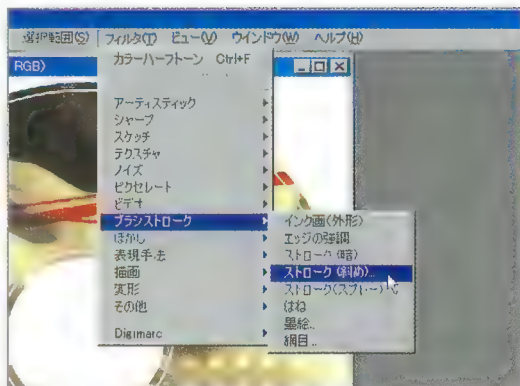 選択範囲(S) フィルタ(T) ビュー(V) ウインドウ(W) ヘルプ(H)
RGB)
カラーハーフトーン Ctrl+F
アーティスティック
シャープ
スケッチ
テクスチャ
ノイズ
ピクセレート
ビデオ
ブラシストローク
ぼかし
表現手法
描画
変形
その他
Digimarc
インク画(外形)
エッジの強調
ストローク(暗)
ストローク(斜め)...
ストローク(スプレー)
はね
墨絵..
網目..